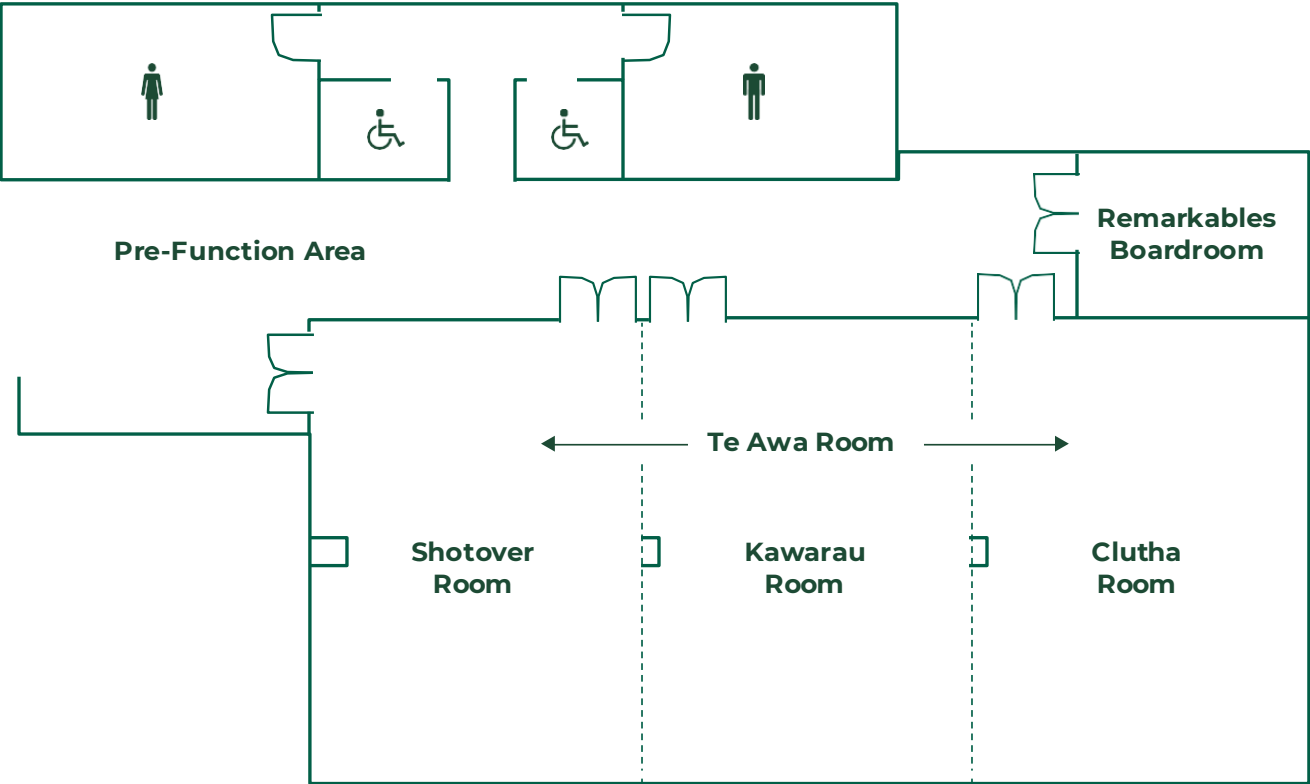 Remarkables
Boardroom
Pre-Function Area
Te Awa Room
Shotover
Room
Kawarau
Room
Clutha
Room